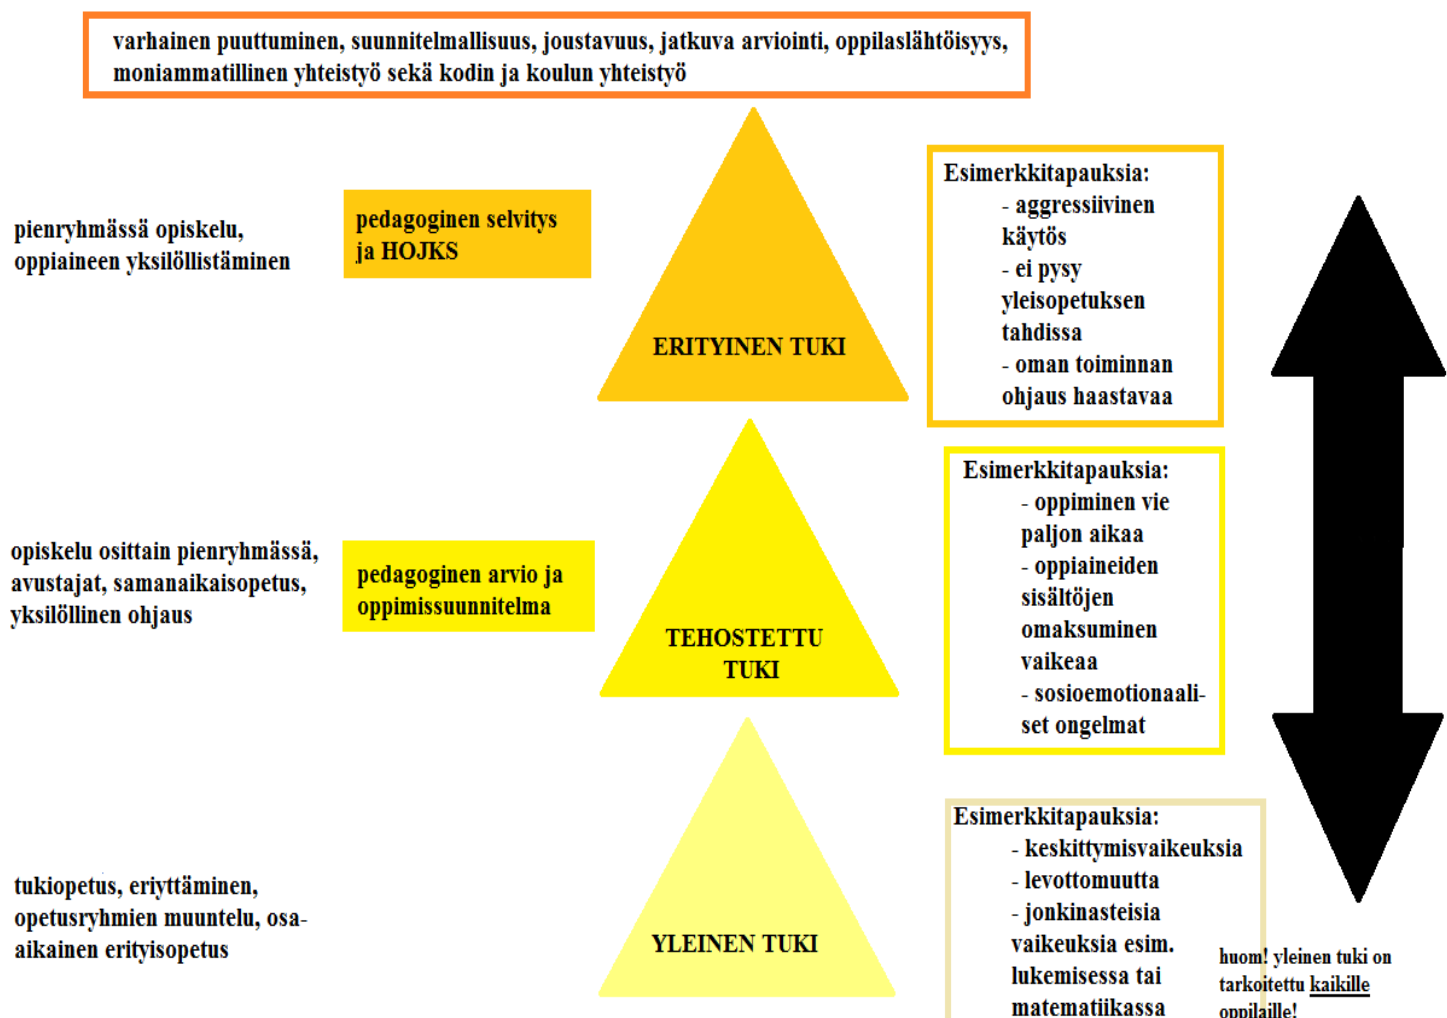 varhainen puuttuminen, suunnitelmallisuus, joustavuus, jatkuva arviointi, oppilaslähtöisyys,
moniammatillinen yhteistyö sekä kodin ja koulun yhteistyö
pienryhmässä opiskelu,
oppiaineen yksilöllistäminen
pedagoginen selvitys
ja HOJKS
ERITYINEN TUKI
Esimerkkitapauksia:
- aggressiivinen
käytös
- ei pysy
yleisopetuksen
tahdissa
- oman toiminnan
ohjaus haastavaa
opiskelu osittain pienryhmässä,
avustajat, samanaikaisopetus,
yksilöllinen ohjaus
pedagoginen arvio ja
oppimissuunnitelma
TEHOSTETTU
TUKI
Esimerkkitapauksia:
- oppiminen vie
paljon aikaa
- oppiaineiden
sisältöjen
omaksuminen
vaikeaa
- sosioemotionaali-
set ongelmat
tukiopetus, eriyttäminen,
opetusryhmien muuntelu, osa-
aikainen erityisopetus
YLEINEN TUKI
Esimerkkitapauksia:
- keskittymisvaikeuksia
- levottomuutta
- jonkinasteisia
vaikeuksia esim.
lukemisessa tai
matematiikassa
huom! yleinen tuki on
tarkoitettu kaikille
oppilaille!